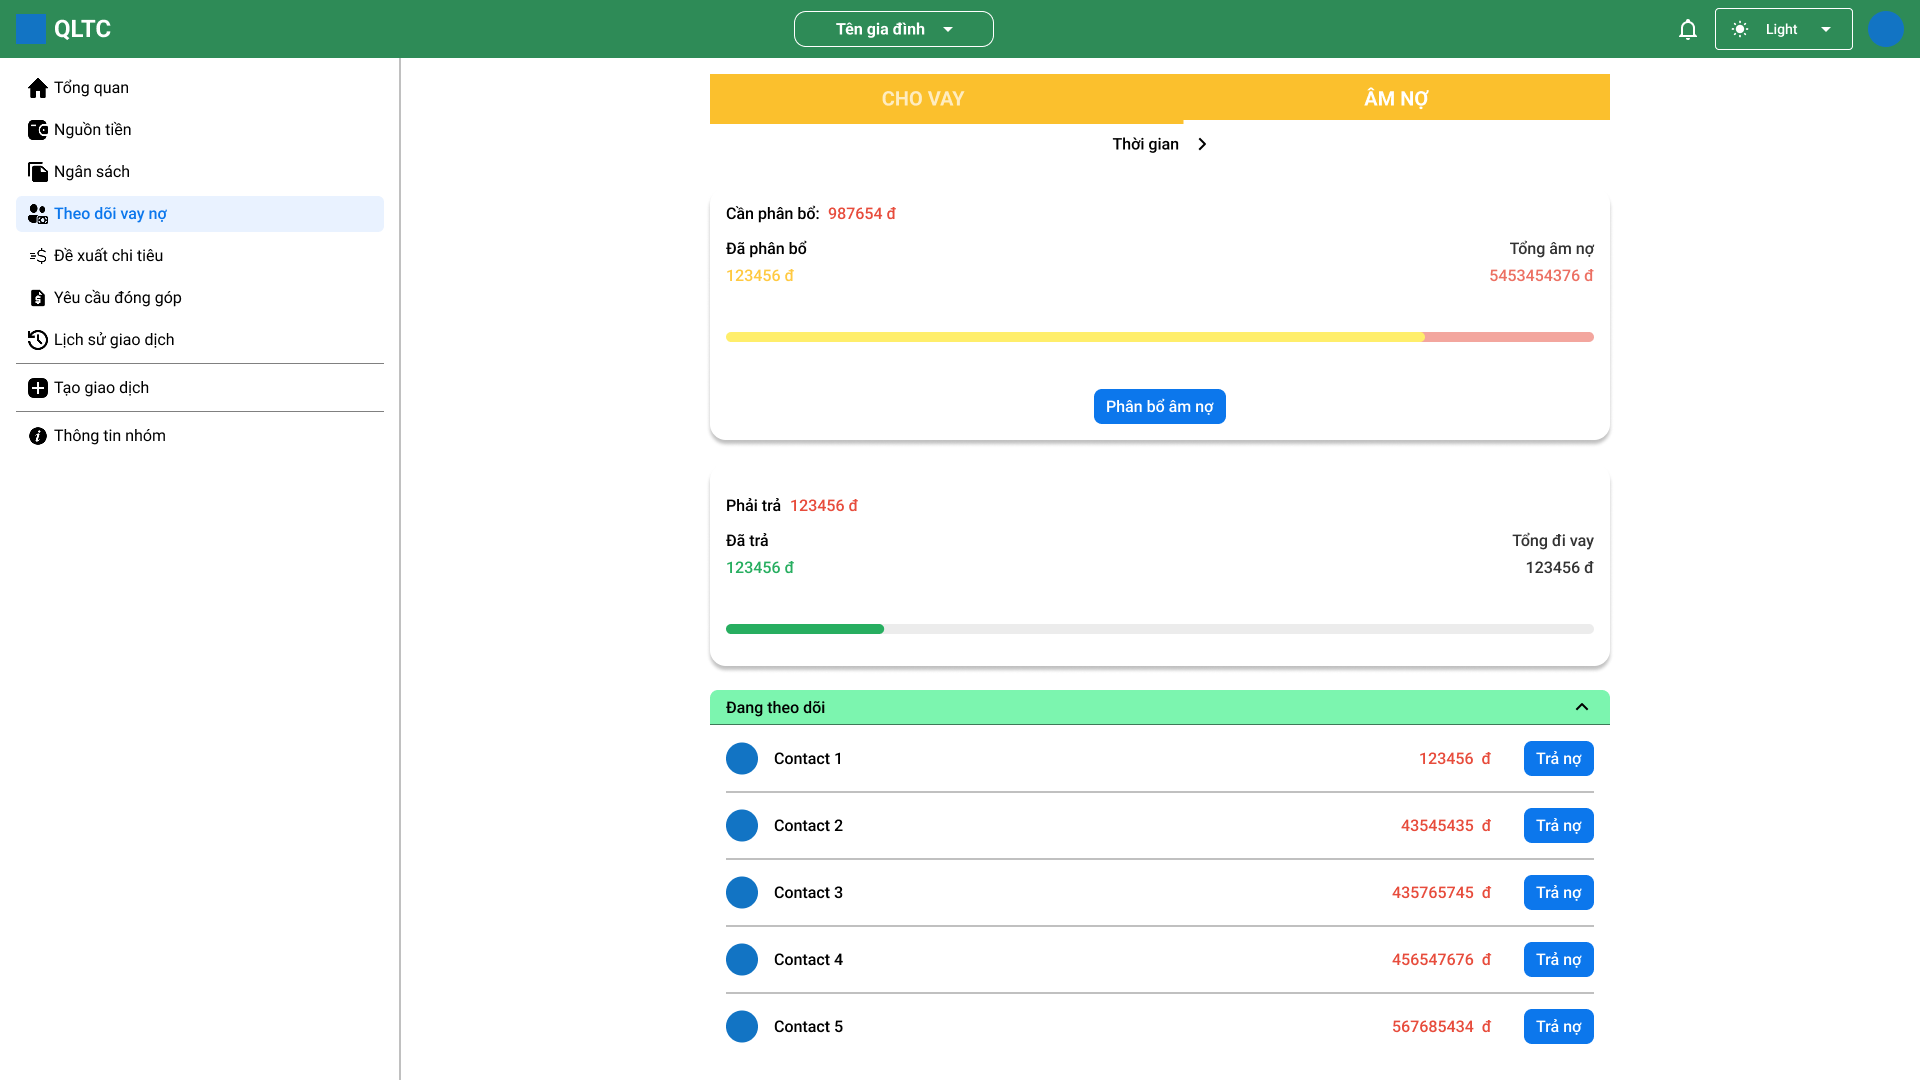 QLTC
Tên gia đình
Light
Tổng quan
Nguồn tiền
Ngân sách
Theo dõi vay nợ
Đề xuất chi tiêu
Yêu cầu đóng góp
Lịch sử giao dịch
Tạo giao dịch
Thông tin nhóm
CHO VAY
ÂM NỢ
Thời gian
Cần phân bổ: 987654 đ
Đã phân bổ
Tổng âm nợ
123456 đ
5453454376 đ
Phân bổ âm nợ
Phải trả 123456 đ
Đã trả
Tổng đi vay
123456 đ
123456 đ
Đang theo dõi
Contact 1 123456 đ Trả nợ
Contact 2 43545435 đ Trả nợ
Contact 3 435765745 đ Trả nợ
Contact 4 456547676 đ Trả nợ
Contact 5 567685434 đ Trả nợ